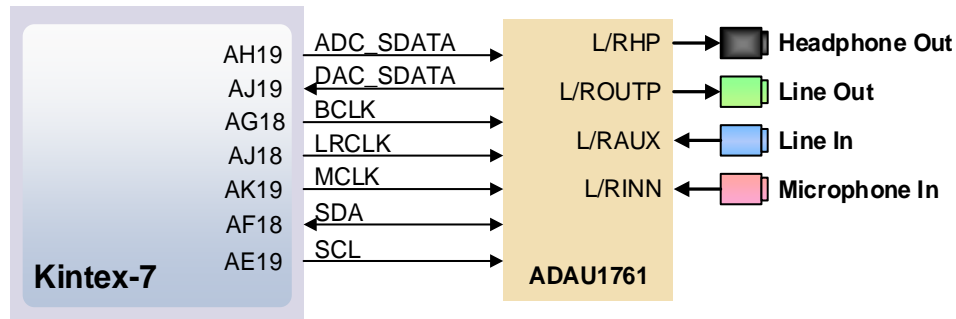 AH19 ADC_SDATA L/RHP Headphone Out
AJ19 DAC_SDATA L/ROUTP Line Out
AG18 BCLK
AJ18 LRCLK L/RAUX Line In
AK19 MCLK L/RINN Microphone In
AF18 SDA
AE19 SCL
Kintex-7 ADAU1761